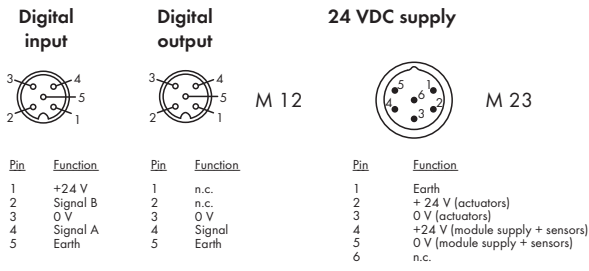 Digital input
Digital output
24 VDC supply
3 4 5 2 1
3 4 5 2 1
M 12
5 1 6 4 2 3
M 23
Pin Function
1 +24 V
2 Signal B
3 0 V
4 Signal A
5 Earth
Pin Function
1 n.c.
2 n.c.
3 0 V
4 Signal
5 Earth
Pin Function
1 Earth
2 + 24 V (actuators)
3 0 V (actuators)
4 +24 V (module supply + sensors)
5 0 V (module supply + sensors)
6 n.c.